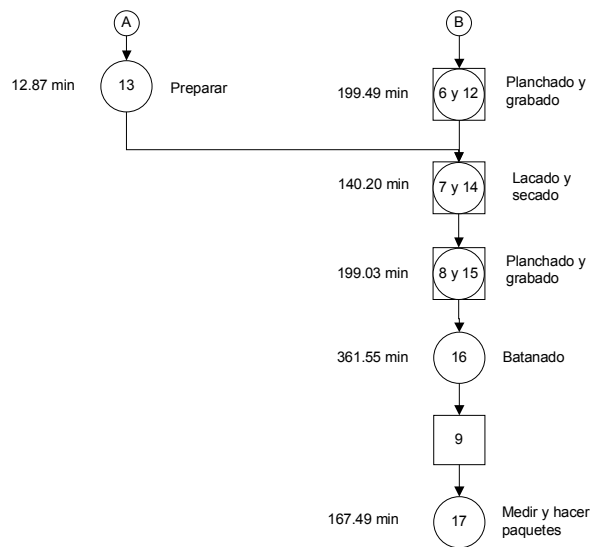 A
B
12.87 min
13
Preparar
199.49 min
6 y 12
Planchado y
grabado
140.20 min
7 y 14
Lacado y
secado
199.03 min
8 y 15
Planchado y
grabado
361.55 min
16
Batanado
9
167.49 min
17
Medir y hacer
paquetes